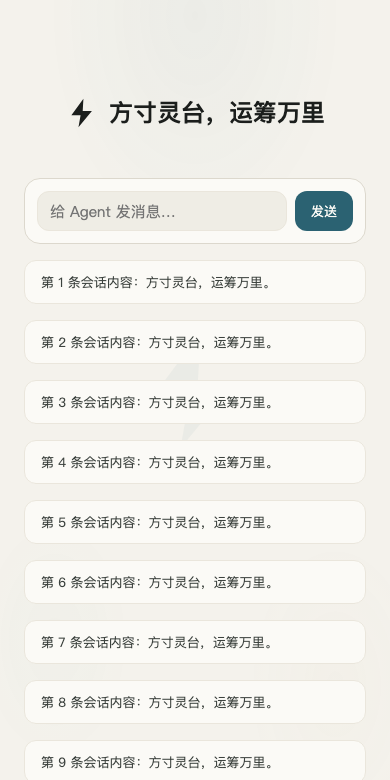 方寸灵台，运筹万里
给 Agent 发消息...
发送
第 1 条会话内容：方寸灵台，运筹万里。
第 2 条会话内容：方寸灵台，运筹万里。
第 3 条会话内容：方寸灵台，运筹万里。
第 4 条会话内容：方寸灵台，运筹万里。
第 5 条会话内容：方寸灵台，运筹万里。
第 6 条会话内容：方寸灵台，运筹万里。
第 7 条会话内容：方寸灵台，运筹万里。
第 8 条会话内容：方寸灵台，运筹万里。
第 9 条会话内容：方寸灵台，运筹万里。